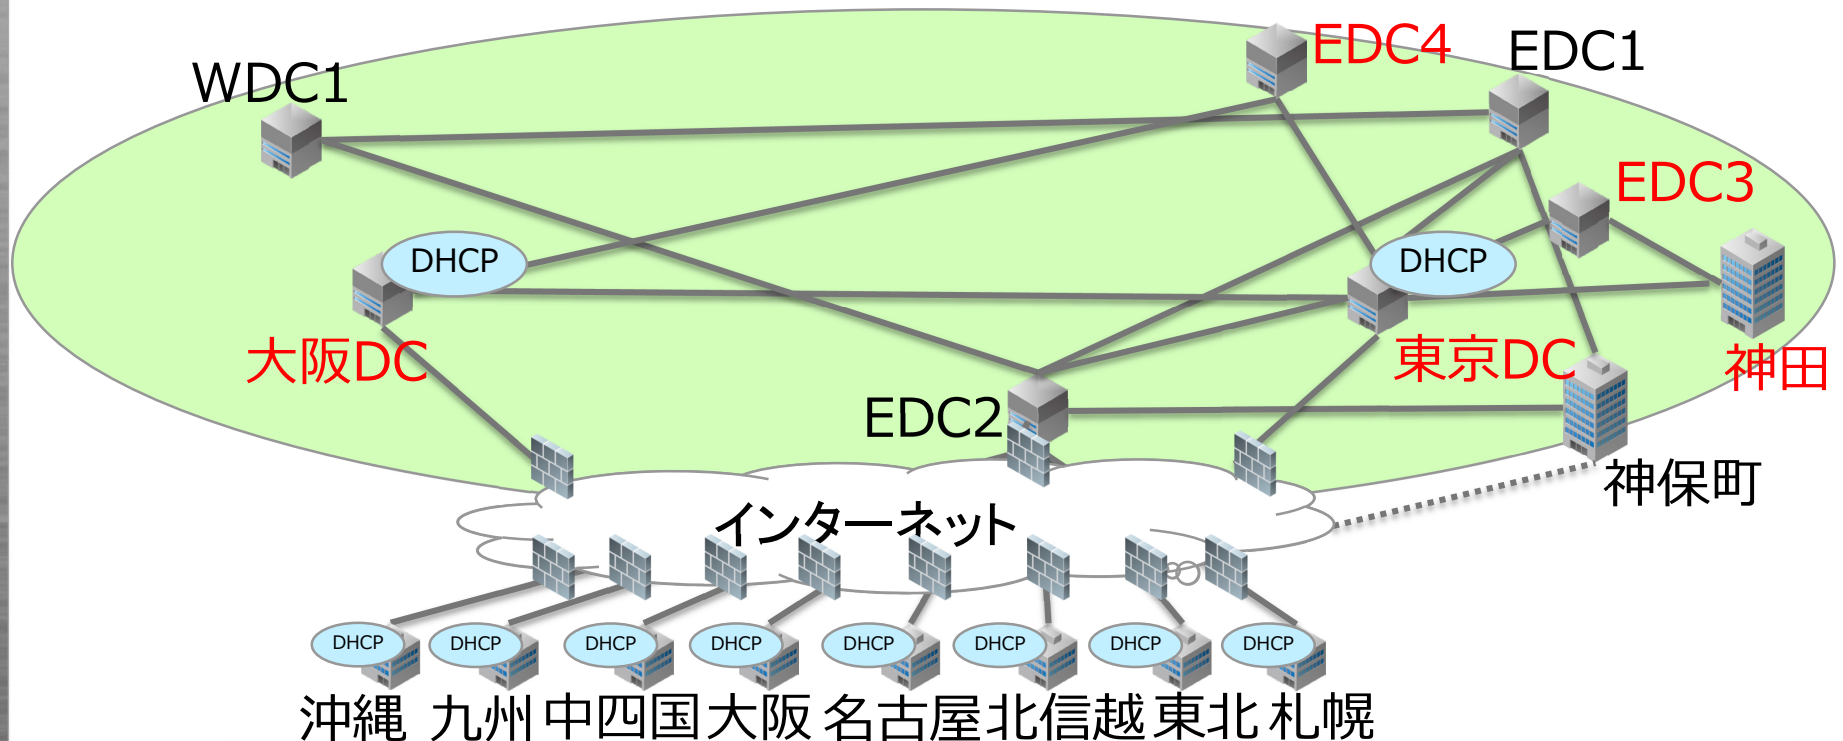 EDC4
EDC1
WDC1
EDC3
DHCP
DHCP
大阪DC
東京DC
神田
EDC2
神保町
インターネット
DHCP
DHCP
DHCP
DHCP
DHCP
DHCP
DHCP
DHCP
沖縄 九州 中四国 大阪 名古屋 北信越 東北 札幌